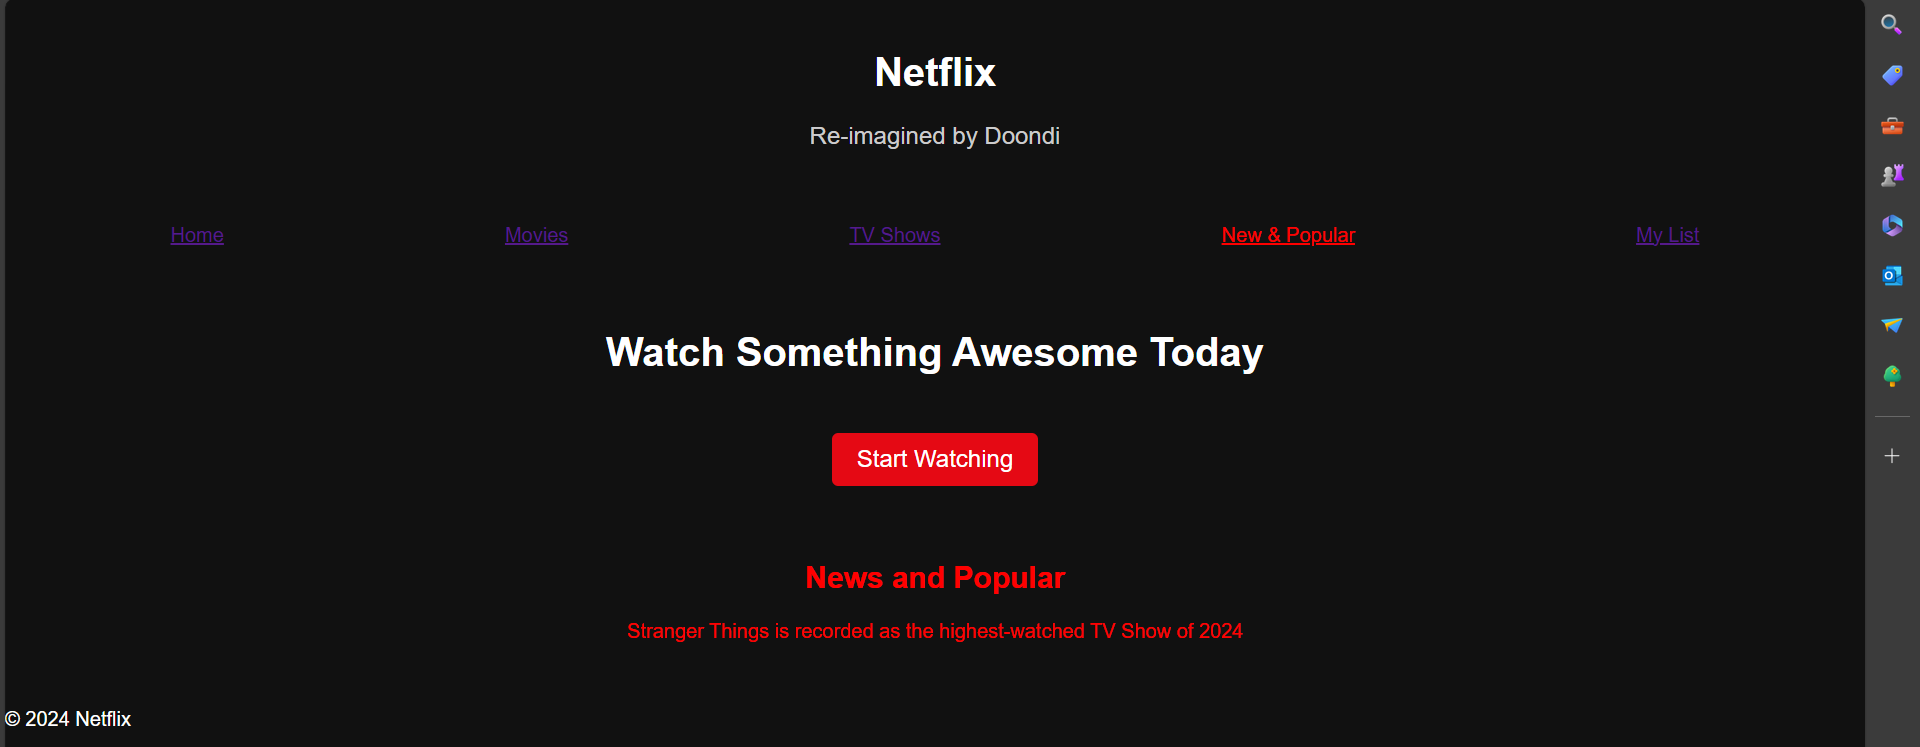 Netflix
Re-imagined by Doondi
Home Movies TV Shows New & Popular My List
Watch Something Awesome Today
Start Watching
News and Popular
Stranger Things is recorded as the highest-watched TV Show of 2024
© 2024 Netflix